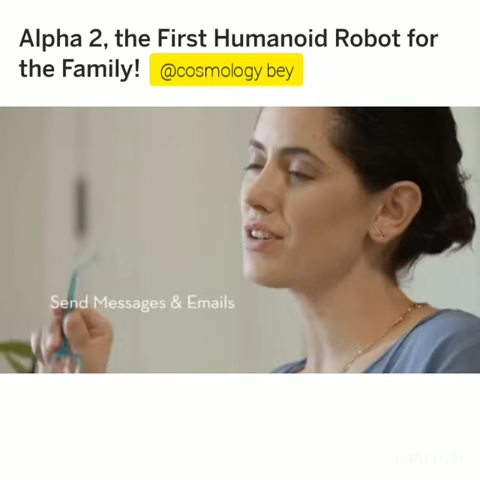 Alpha 2, the First Humanoid Robot for
the Family! @cosmology bey
Send Messages & Emails